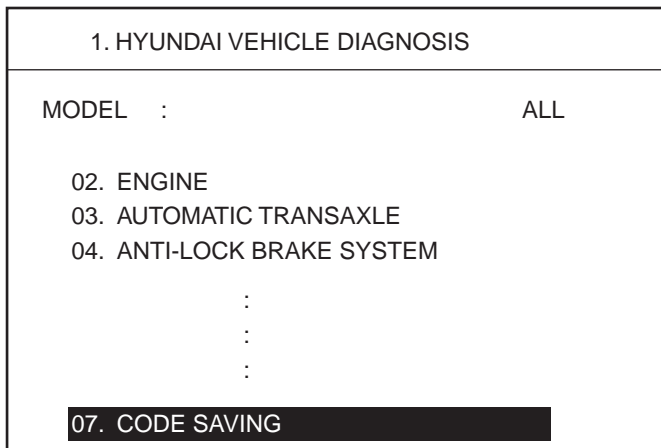 1. HYUNDAI VEHICLE DIAGNOSIS
MODEL : ALL
02. ENGINE
03. AUTOMATIC TRANSAXLE
04. ANTI-LOCK BRAKE SYSTEM
:
:
:
07. CODE SAVING